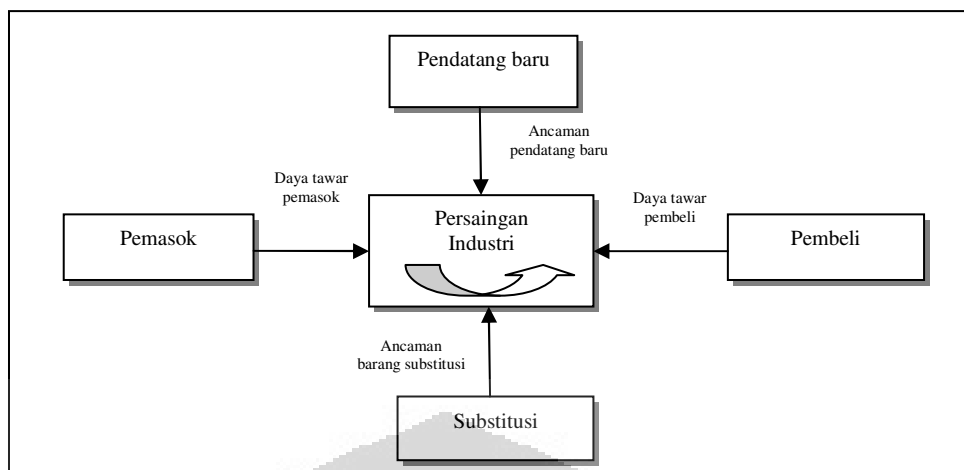 Pendatang baru
Ancaman
pendatang baru
Daya tawar
pemasok
Daya tawar
pembeli
Pemasok
Persaingan
Industri
Pembeli
Ancaman
barang substitusi
Substitusi